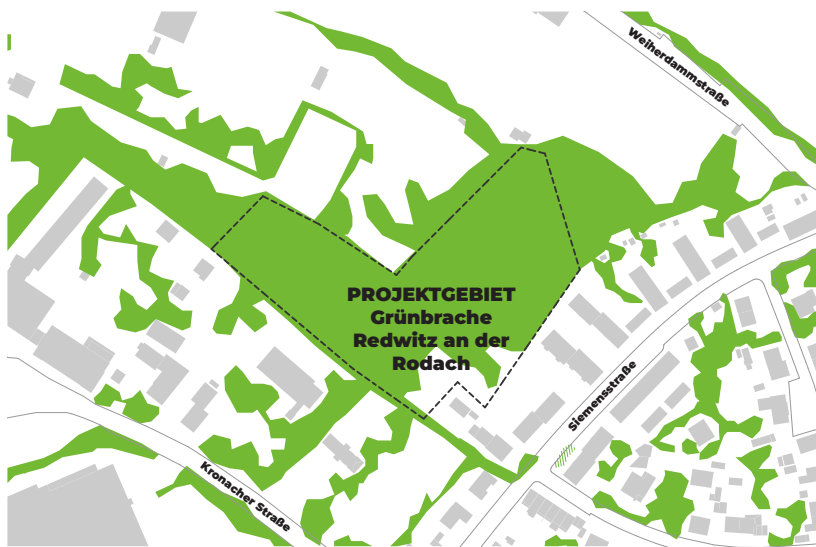 Weiherdammstraße
PROJEKTGEBIET
Grünbrache
Redwitz an der
Rodach
Siemensstraße
Kronacher Straße